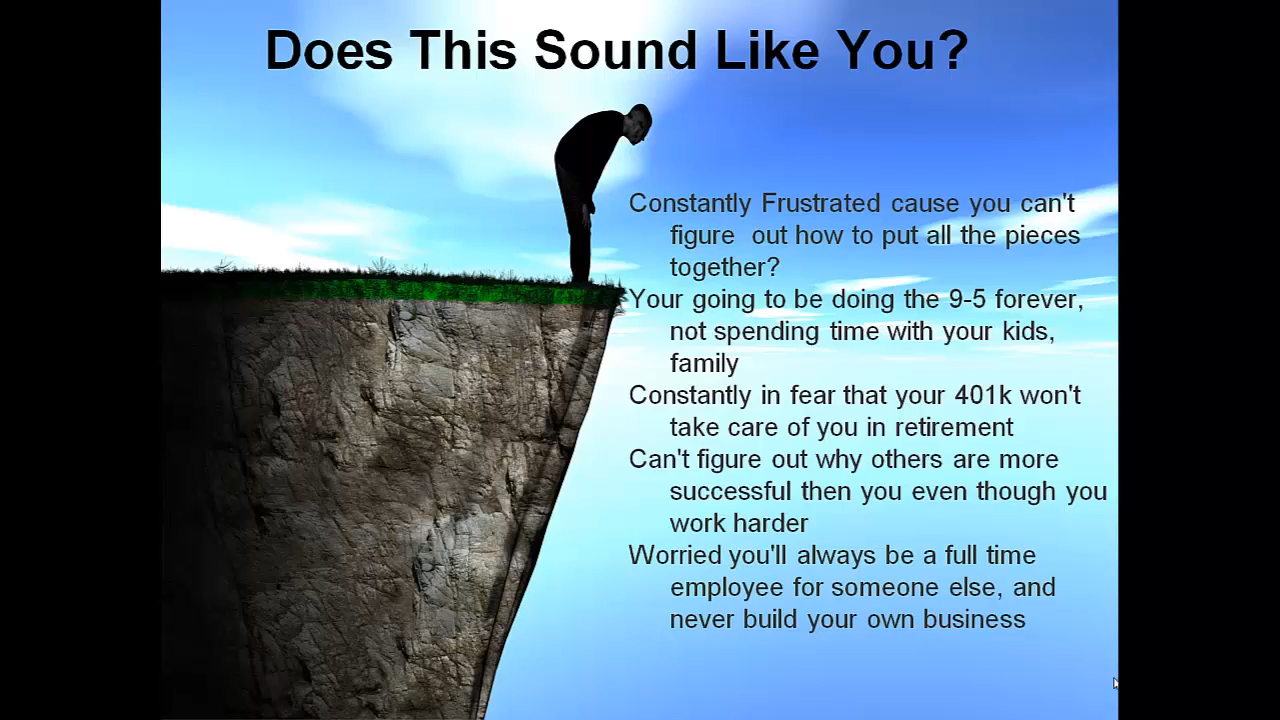 Does This Sound Like You?
Constantly Frustrated cause you can't
figure  out how to put all the pieces
together?
Your going to be doing the 9-5 forever,
not spending time with your kids,
family
Constantly in fear that your 401k won't
take care of you in retirement
Can't figure out why others are more
successful then you even though you
work harder
Worried you'll always be a full time
employee for someone else, and
never build your own business